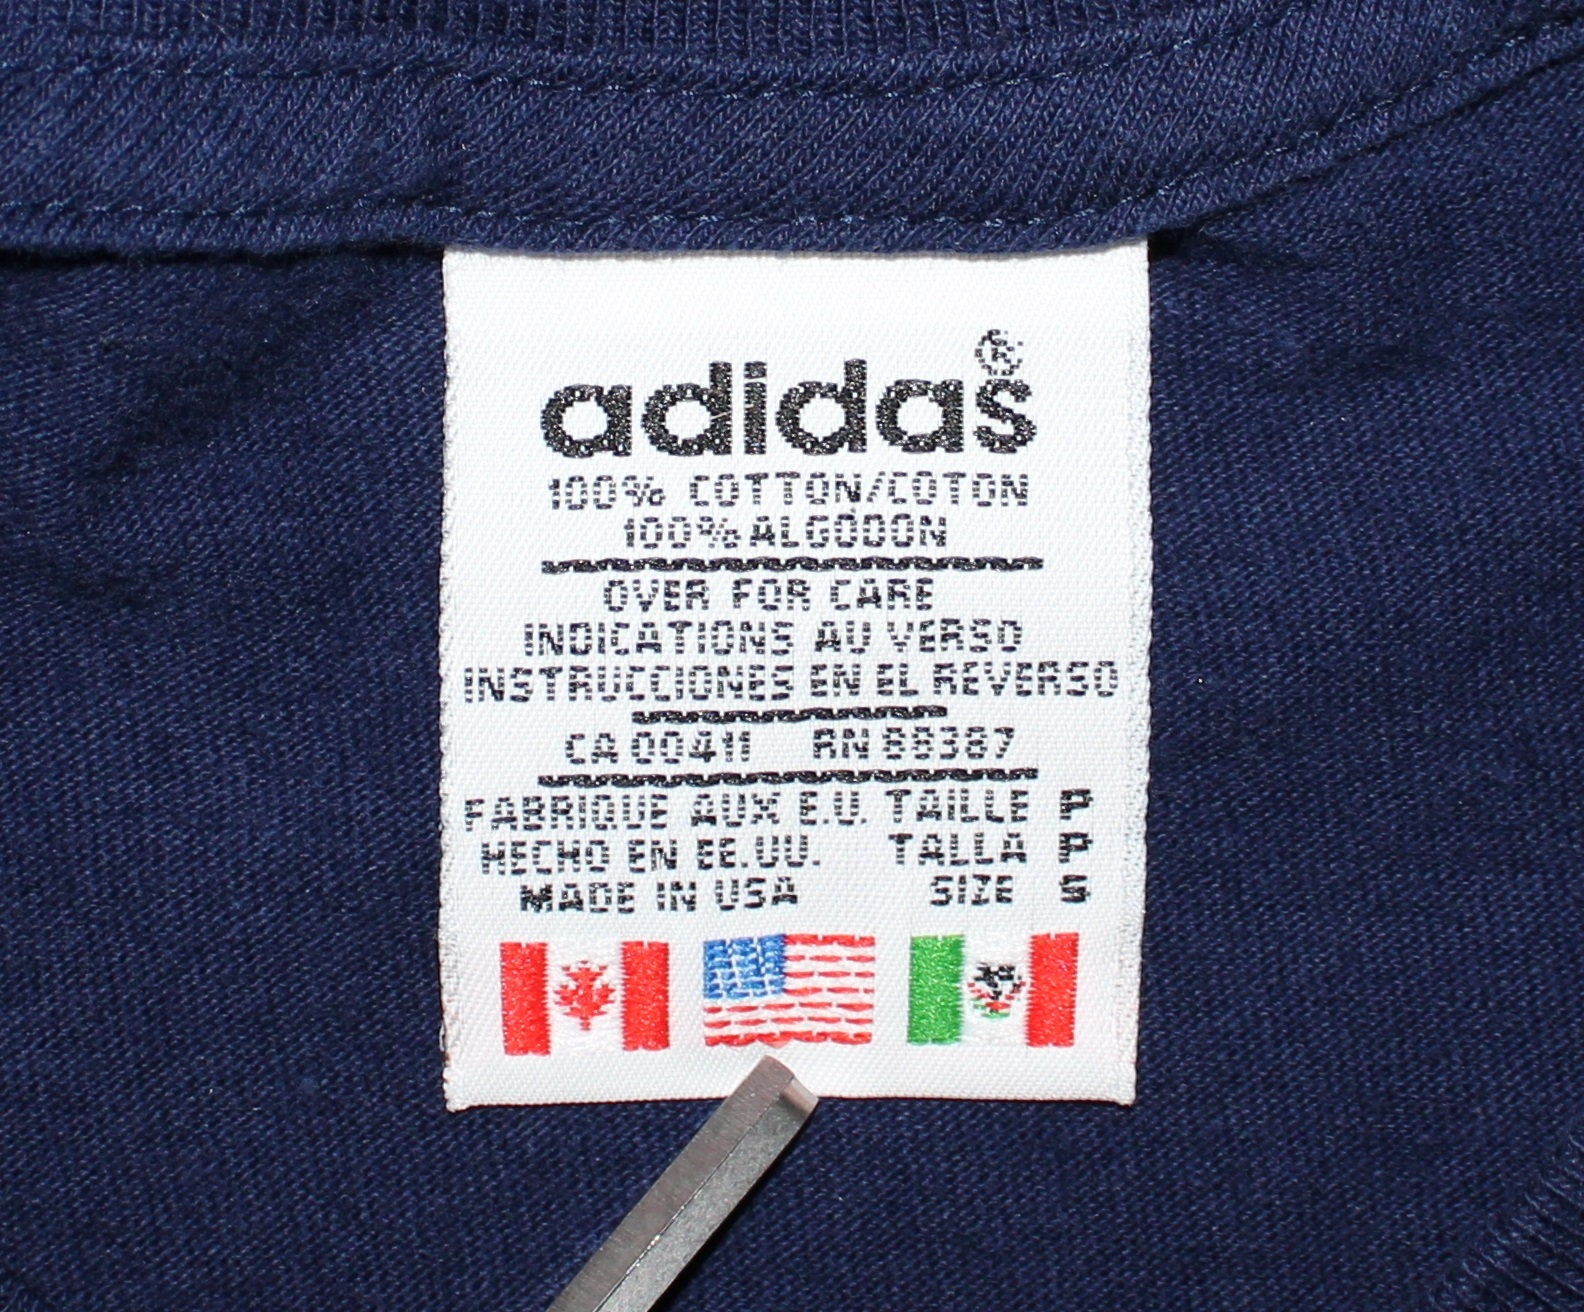 adidas®
100% COTTON/COTON
100% ALGODON
OVER FOR CARE
INDICATIONS AU VERSO
INSTRUCCIONES EN EL REVERSO
CA 00411 RN 88387
FABRIQUE AUX E.U. TAILLE P
HECHO EN EE.UU. TALLA P
MADE IN USA SIZE S